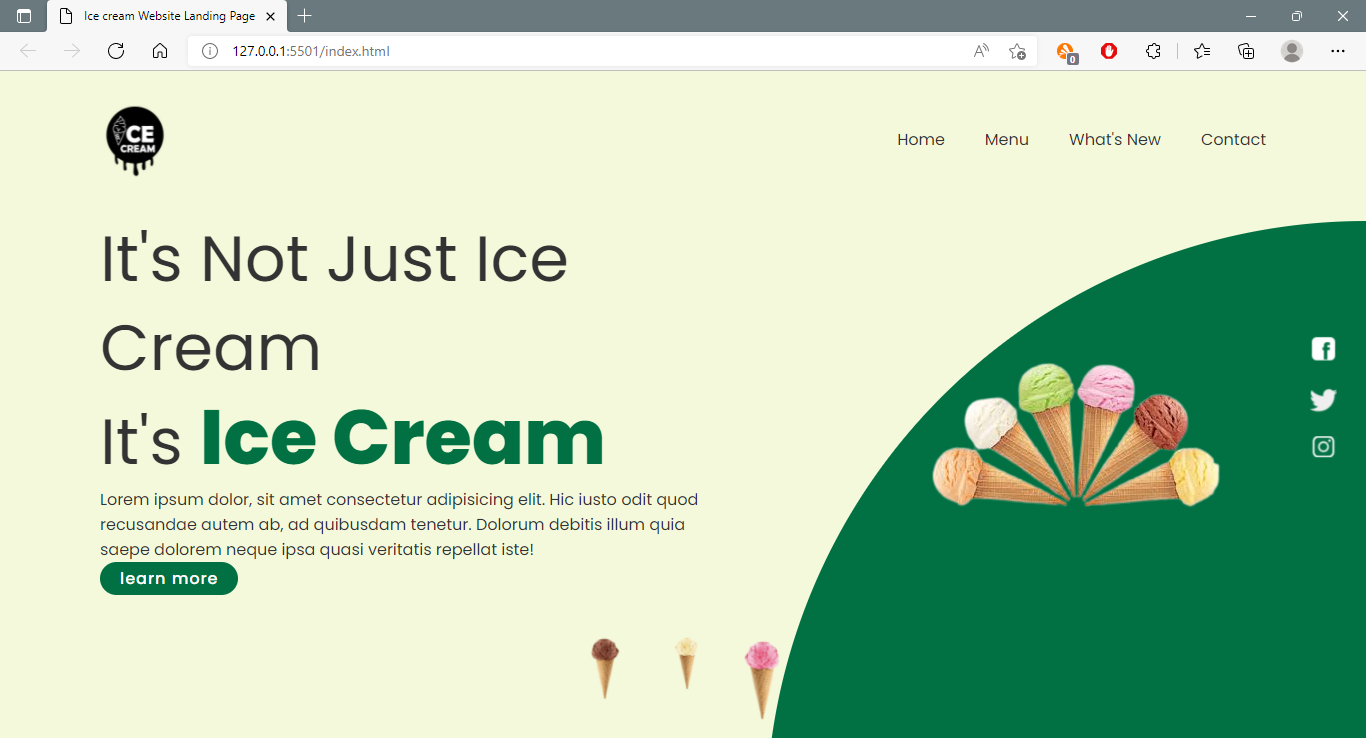 Ice cream Website Landing Page
127.0.0.1:5501/index.html
0
ICE
CREAM
Home Menu What's New Contact
It's Not Just Ice
Cream
It's Ice Cream
Lorem ipsum dolor, sit amet consectetur adipisicing elit. Hic iusto odit quod
recusandae autem ab, ad quibusdam tenetur. Dolorum debitis illum quia
saepe dolorem neque ipsa quasi veritatis repellat iste!
learn more